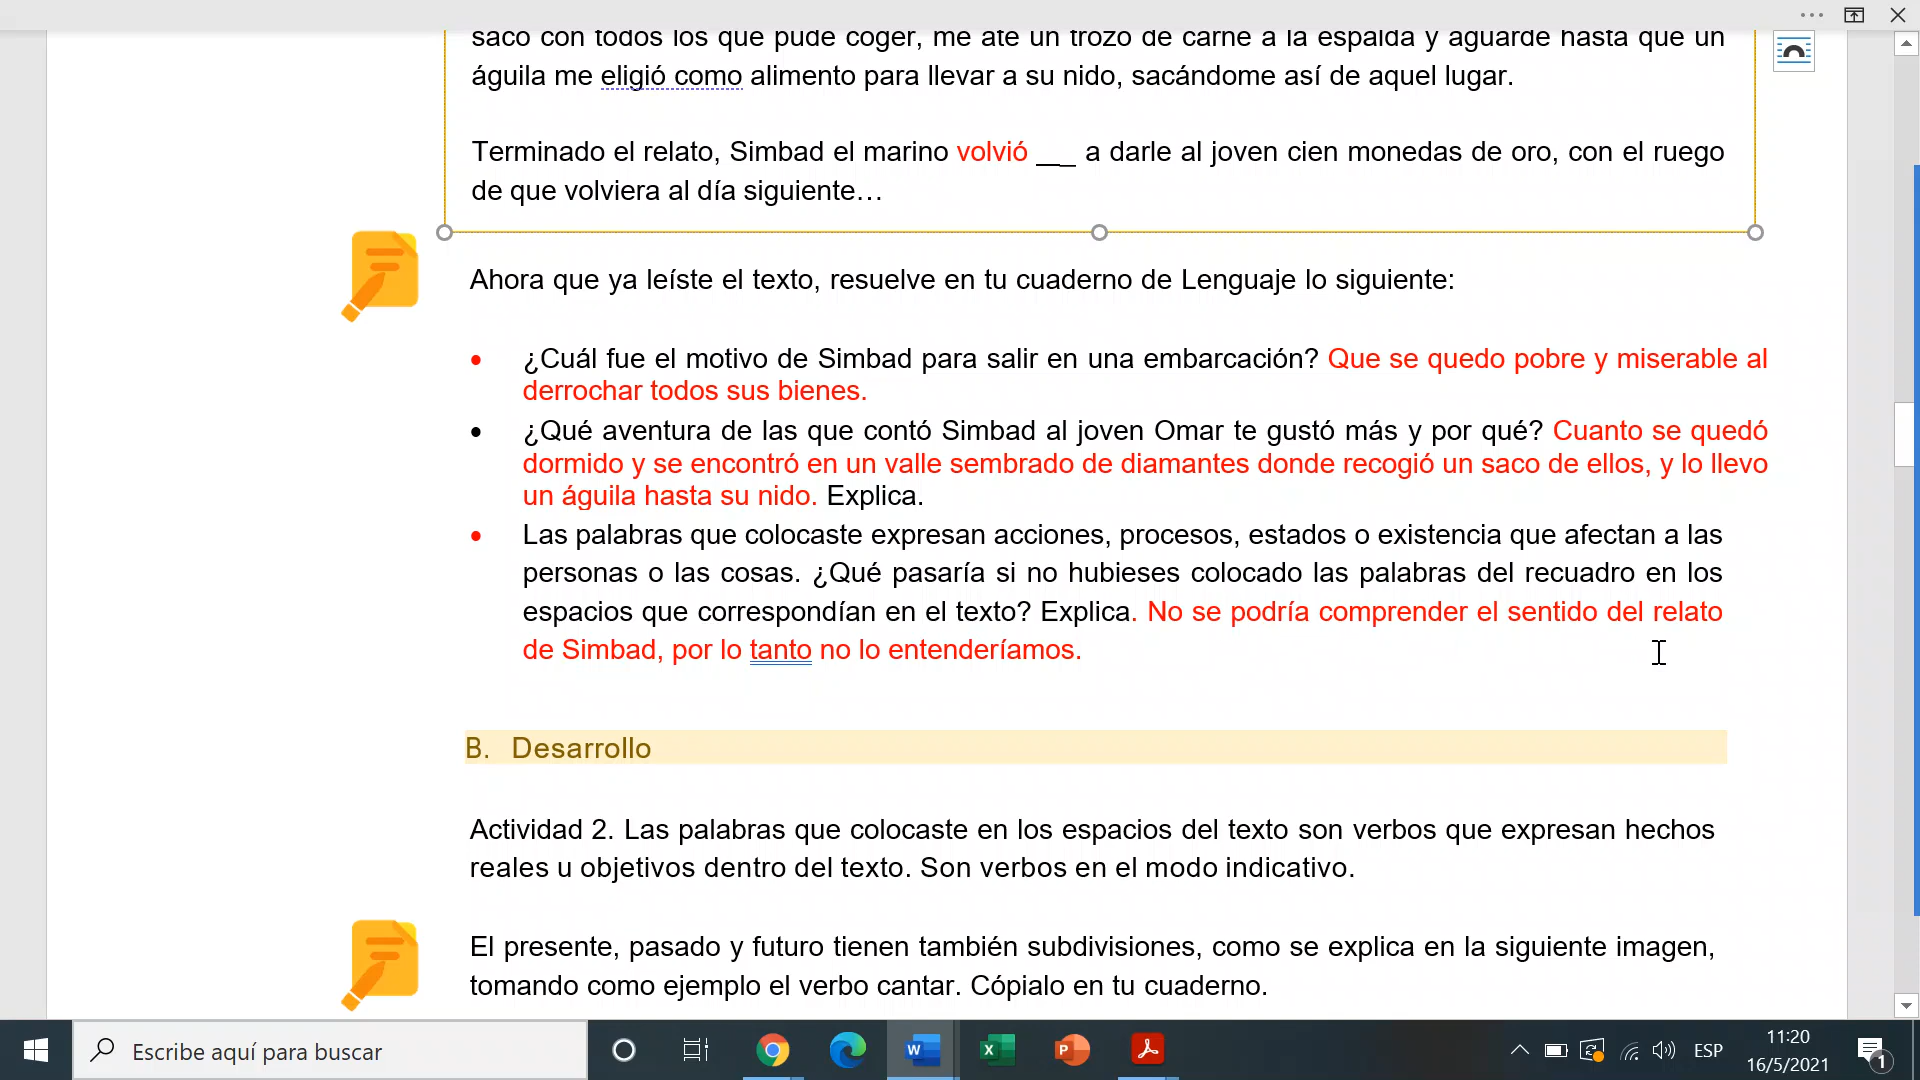 saco con todos los que pude coger, me até un trozo de carne a la espalda y aguardé hasta que un
águila me eligió como alimento para llevar a su nido, sacándome así de aquel lugar.
Terminado el relato, Simbad el marino volvió ___ a darle al joven cien monedas de oro, con el ruego
de que volviera al día siguiente…
Ahora que ya leíste el texto, resuelve en tu cuaderno de Lenguaje lo siguiente:
• ¿Cuál fue el motivo de Simbad para salir en una embarcación? Que se quedo pobre y miserable al
derrochar todos sus bienes.
• ¿Qué aventura de las que contó Simbad al joven Omar te gustó más y por qué? Cuanto se quedó
dormido y se encontró en un valle sembrado de diamantes donde recogió un saco de ellos, y lo llevo
un águila hasta su nido. Explica.
• Las palabras que colocaste expresan acciones, procesos, estados o existencia que afectan a las
personas o las cosas. ¿Qué pasaría si no hubieses colocado las palabras del recuadro en los
espacios que correspondían en el texto? Explica. No se podría comprender el sentido del relato
de Simbad, por lo tanto no lo entenderíamos.
B. Desarrollo
Actividad 2. Las palabras que colocaste en los espacios del texto son verbos que expresan hechos
reales u objetivos dentro del texto. Son verbos en el modo indicativo.
El presente, pasado y futuro tienen también subdivisiones, como se explica en la siguiente imagen,
tomando como ejemplo el verbo cantar. Cópialo en tu cuaderno.
Escribe aquí para buscar
W
X
P
ESP
11:20
16/5/2021
1